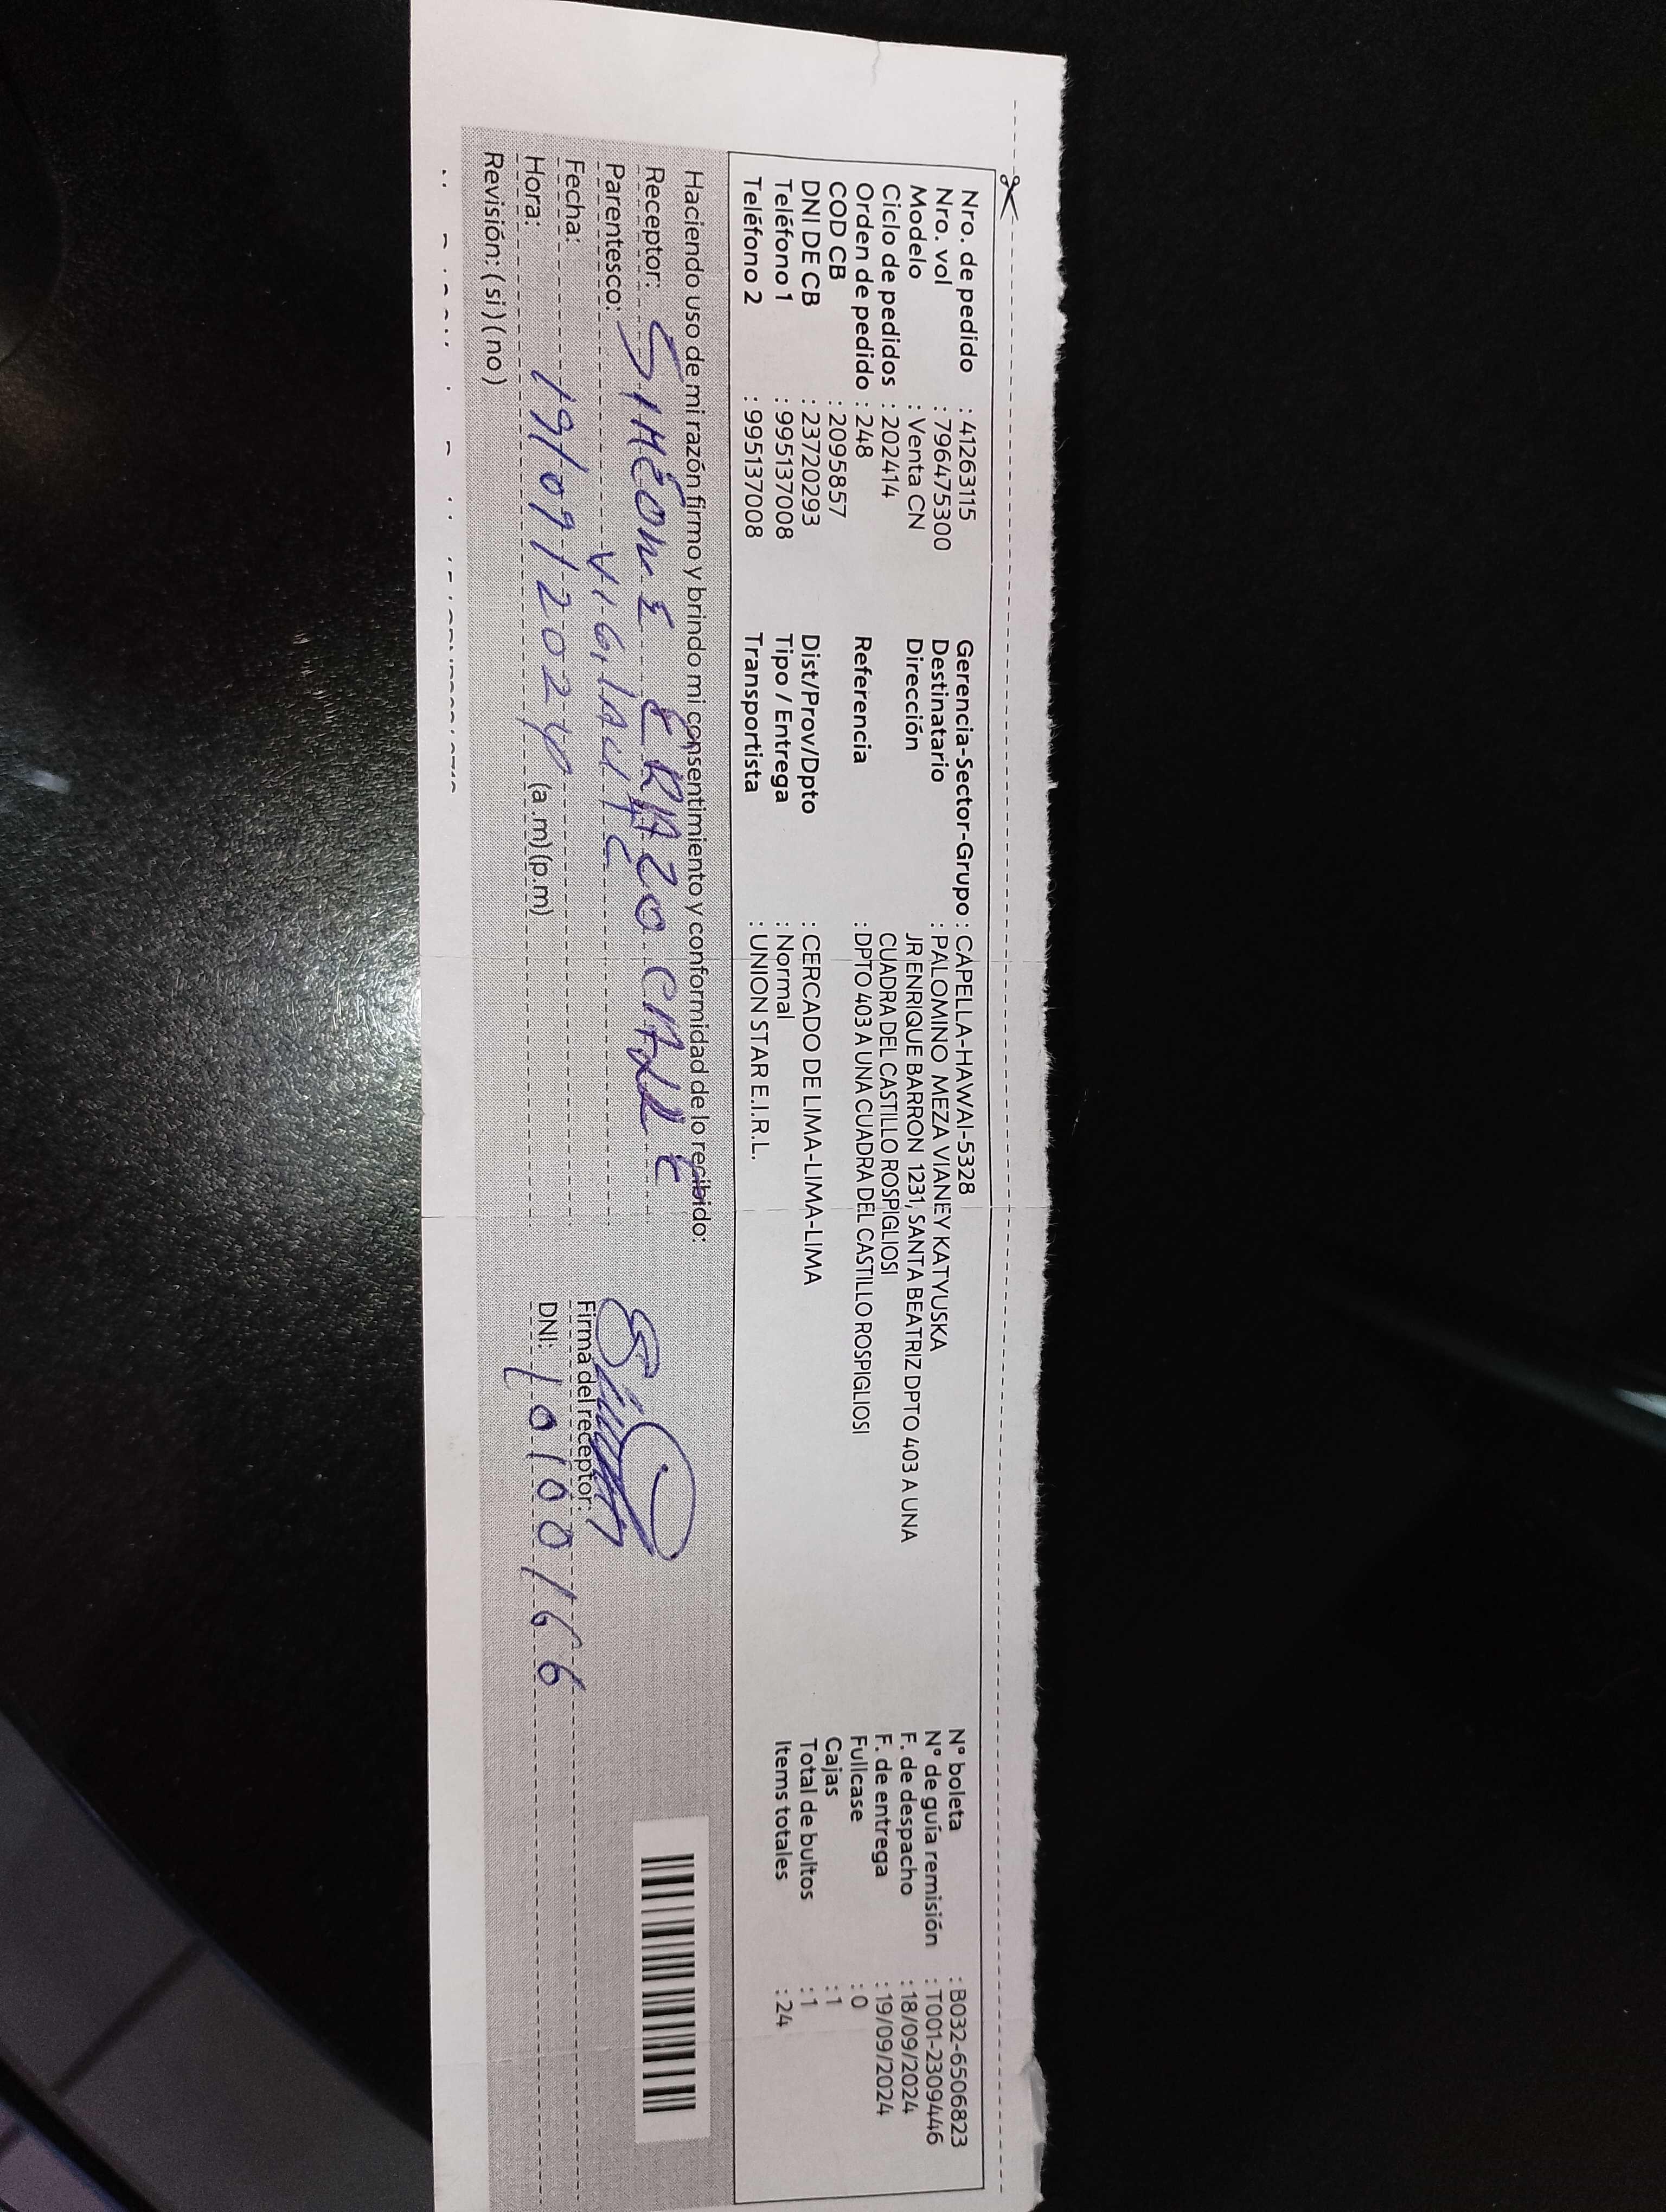 Nro. de pedido : 41263115
Nro. vol : 796475300
Modelo : Venta CN
Ciclo de pedidos : 202414
Orden de pedido : 248
COD CB : 2095857
DNI DE CB : 23720293
Teléfono 1 : 995137008
Teléfono 2 : 995137008
Gerencia-Sector-Grupo : CAPELLA-HAWAI-5328
Destinatario : PALOMINO MEZA VIANEY KATYUSKA
Dirección JR ENRIQUE BARRON 1231, SANTA BEATRIZ DPTO 403 A UNA
CUADRA DEL CASTILLO ROSPIGLIOSI
Referencia : DPTO 403 A UNA CUADRA DEL CASTILLO ROSPIGLIOSI
Dist/Prov/Dpto : CERCADO DE LIMA-LIMA-LIMA
Tipo / Entrega : Normal
Transportista : UNION STAR E.I.R.L.
N° boleta : B032-6506823
N° de guía remisión : T001-2309446
F. de despacho : 18/09/2024
F. de entrega : 19/09/2024
Fullcase : 0
Cajas : 1
Total de bultos : 1
Items totales : 24
Haciendo uso de mi razón firmo y brindo mi consentimiento y conformidad de lo recibido:
Receptor: SIMEON E ERAZO
Parentesco: VIGILANTE
Fecha: 19/09/2024
Hora: (a.m) (p.m)
Revisión: (si) (no)
Firma del receptor:
DNI: 10100166